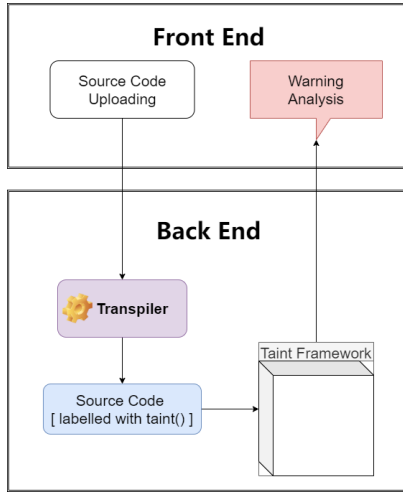 Front End
Source Code
Uploading
Warning
Analysis
Back End
Transpiler
Source Code
[ labelled with taint() ]
Taint Framework